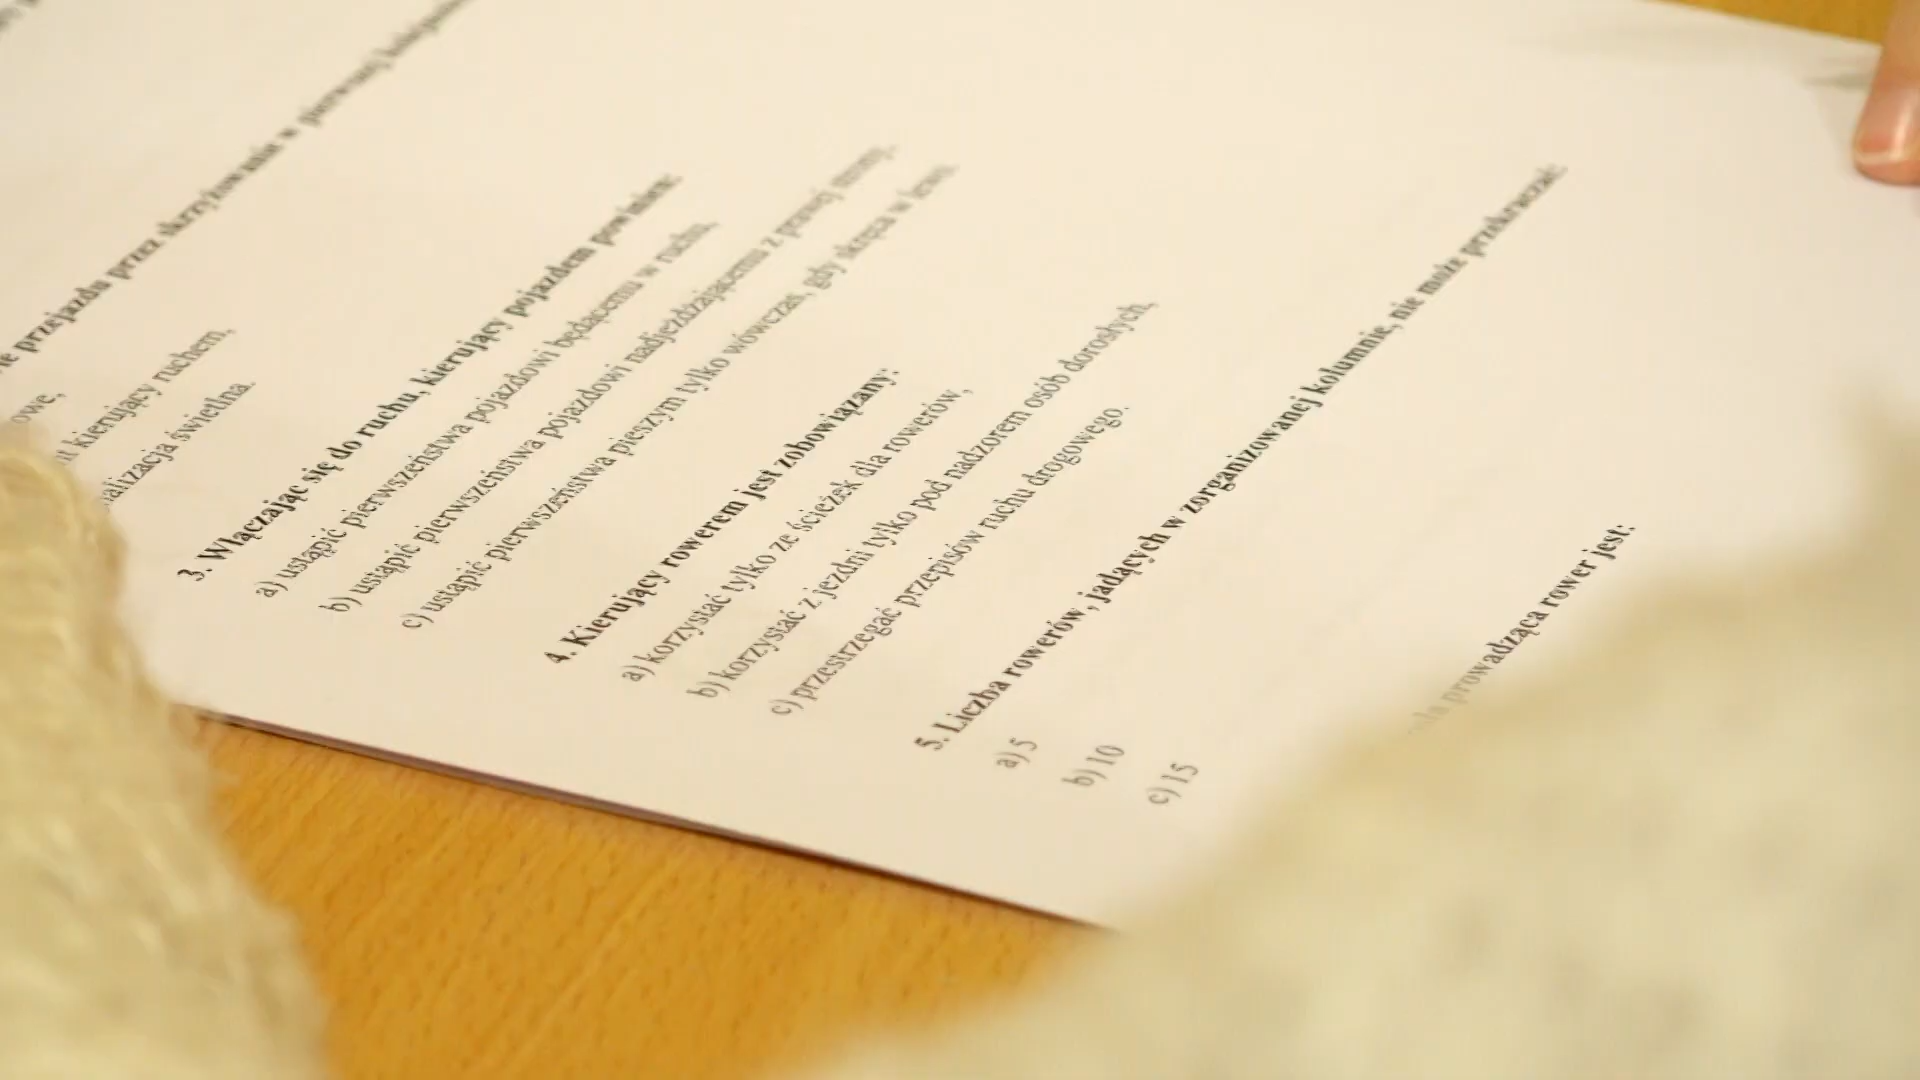 przejazdu przez skrzyżowanie w pierwszej kolejności
owe,
kierujący ruchem,
świetlna.
3. Włączając się do ruchu, kierujący pojazdem powinien:
a) ustąpić pierwszeństwa pojazdowi będącemu w ruchu,
b) ustąpić pierwszeństwa pojazdowi nadjeżdżającemu z prawej strony,
c) ustąpić pierwszeństwa pieszym tylko wówczas, gdy skręca w lewo.
4. Kierujący rowerem jest zobowiązany:
a) korzystać tylko ze ścieżek dla rowerów,
b) korzystać z jezdni tylko pod nadzorem osób dorosłych,
c) przestrzegać przepisów ruchu drogowego.
5. Liczba rowerów, jadących w zorganizowanej kolumnie, nie może przekraczać:
a) 5
b) 10
c) 15
prowadząca rower jest: